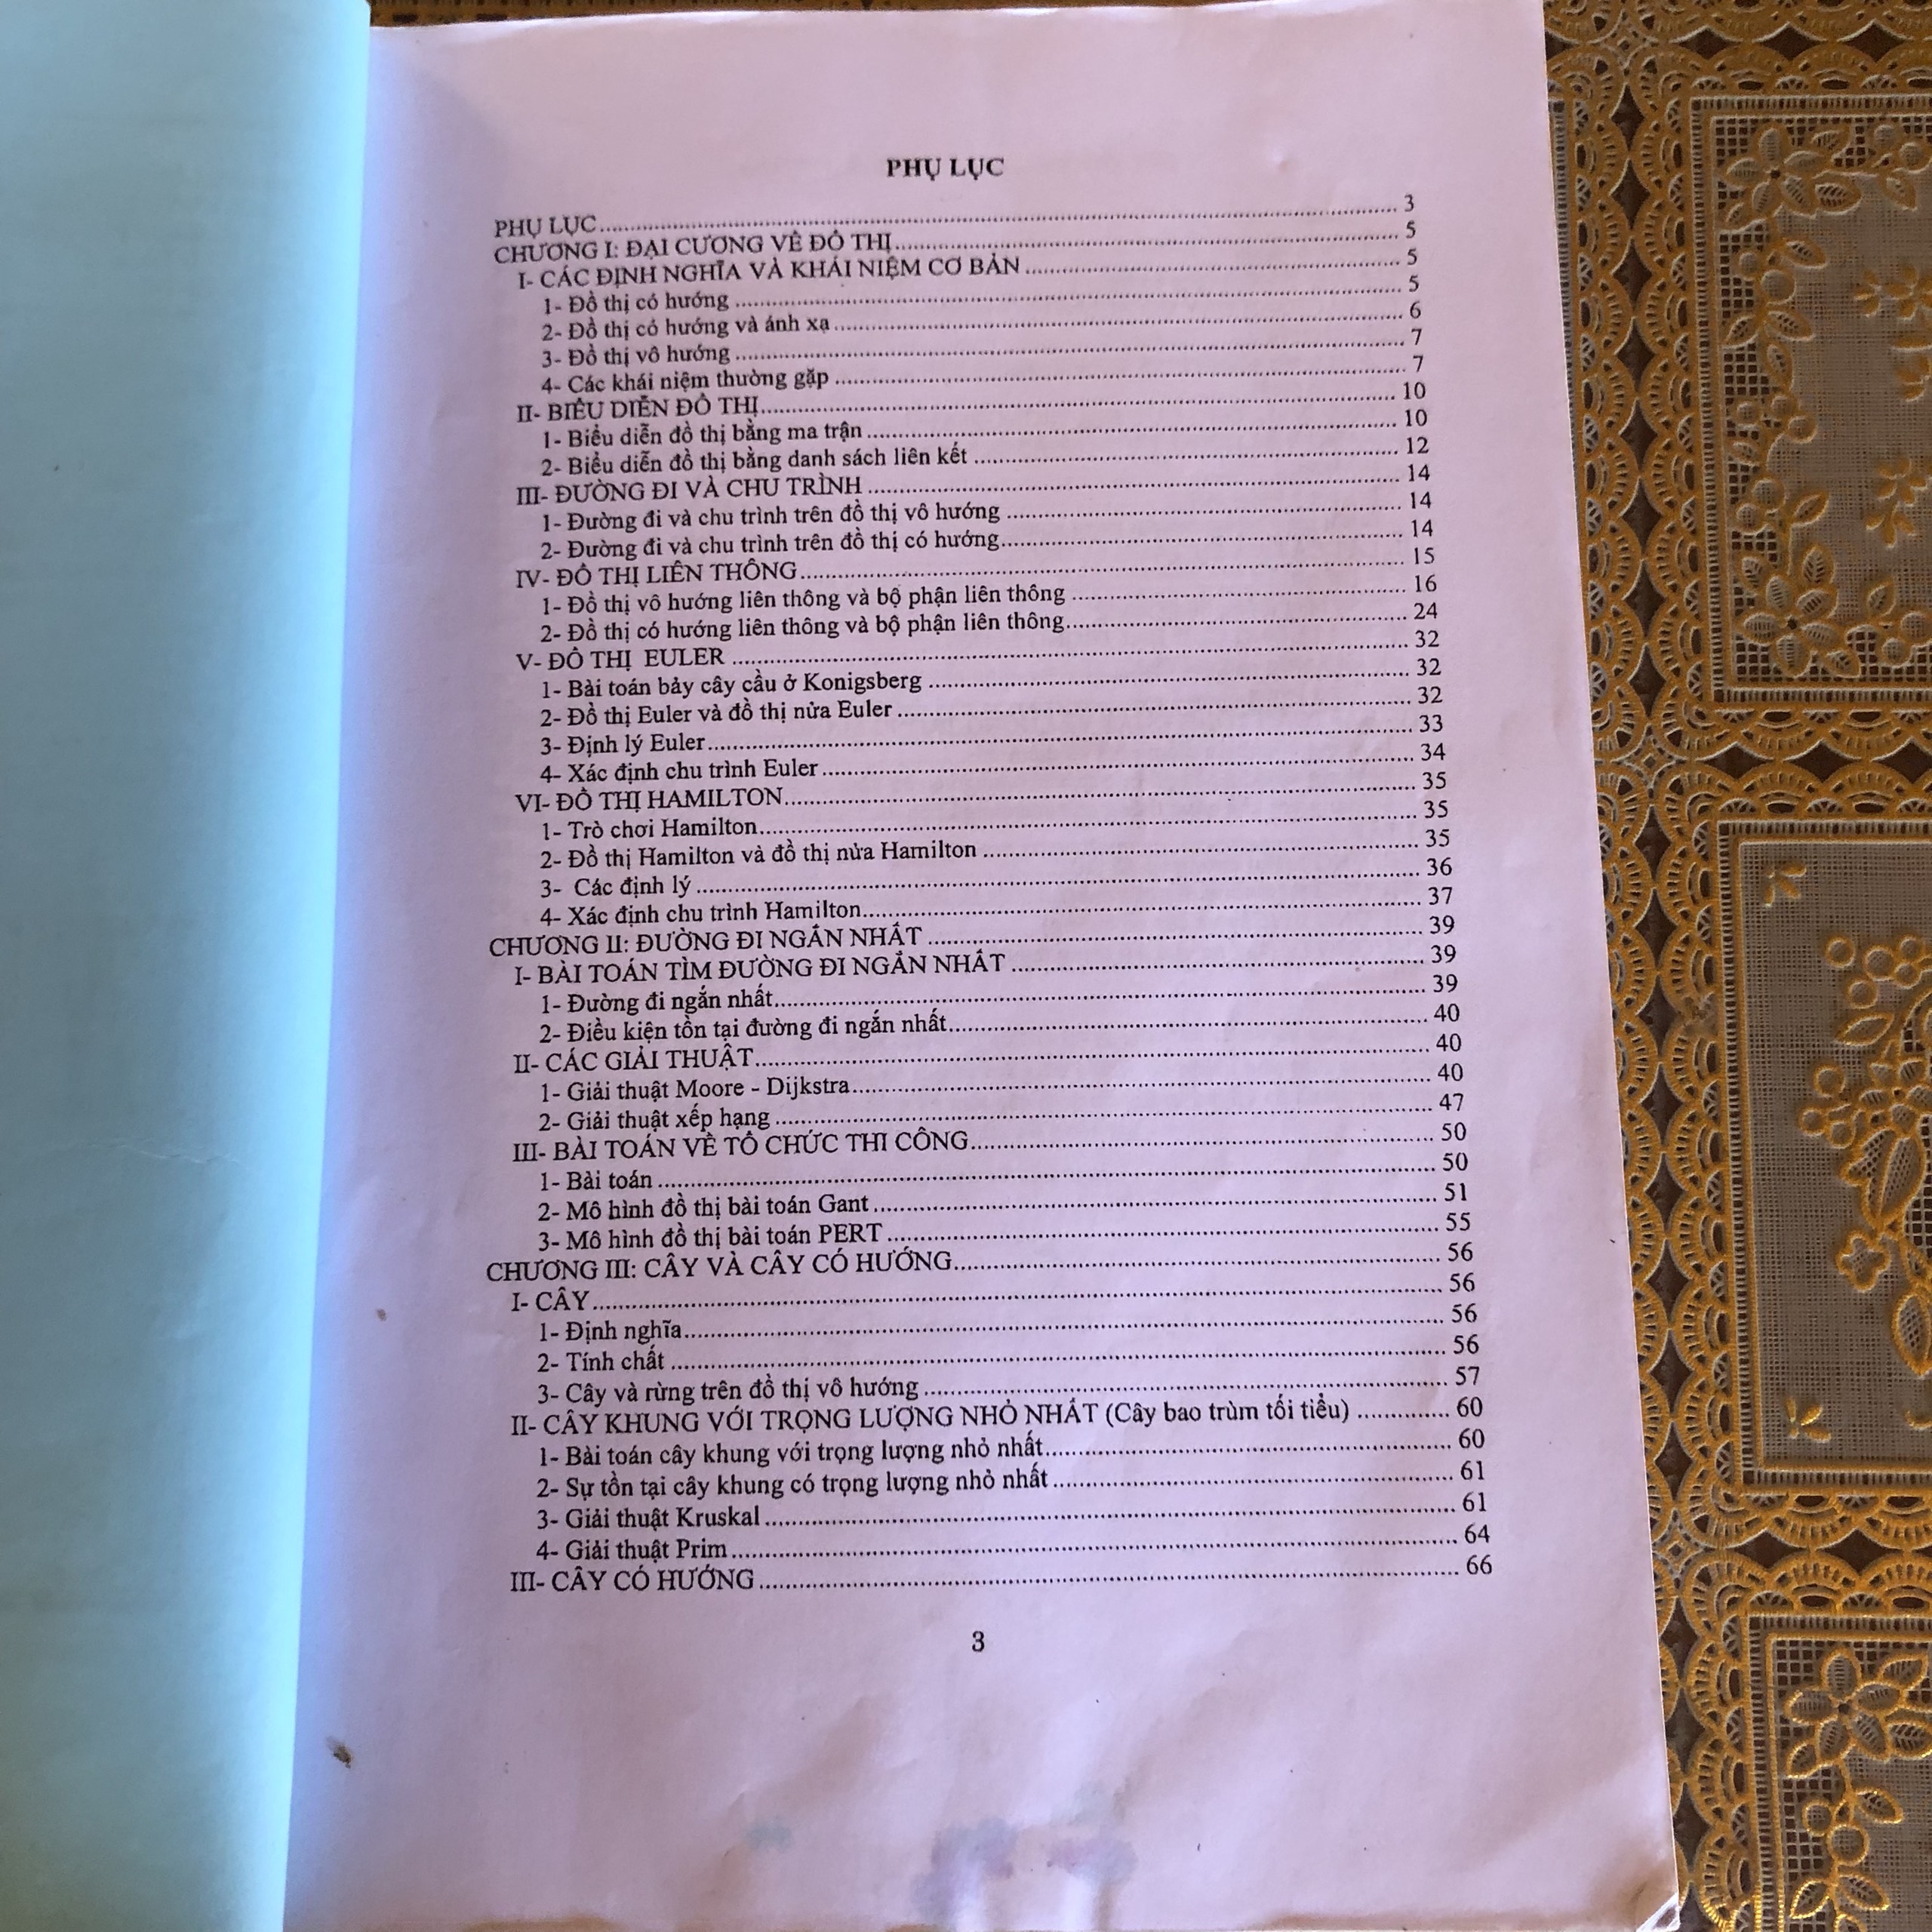 PHỤ LỤC
PHỤ LỤC ........ 3
CHƯƠNG I: ĐẠI CƯƠNG VỀ ĐỒ THỊ ........ 5
I- CÁC ĐỊNH NGHĨA VÀ KHÁI NIỆM CƠ BẢN ........ 5
1- Đồ thị có hướng ........ 5
2- Đồ thị có hướng và ánh xạ ........ 6
3- Đồ thị vô hướng ........ 7
4- Các khái niệm thường gặp ........ 7
II- BIỂU DIỄN ĐỒ THỊ ........ 10
1- Biểu diễn đồ thị bằng ma trận ........ 10
2- Biểu diễn đồ thị bằng danh sách liên kết ........ 12
III- ĐƯỜNG ĐI VÀ CHU TRÌNH ........ 14
1- Đường đi và chu trình trên đồ thị vô hướng ........ 14
2- Đường đi và chu trình trên đồ thị có hướng ........ 14
IV- ĐỒ THỊ LIÊN THÔNG ........ 15
1- Đồ thị vô hướng liên thông và bộ phận liên thông ........ 16
2- Đồ thị có hướng liên thông và bộ phận liên thông ........ 24
V- ĐỒ THỊ EULER ........ 32
1- Bài toán bảy cây cầu ở Konigsberg ........ 32
2- Đồ thị Euler và đồ thị nửa Euler ........ 32
3- Định lý Euler ........ 33
4- Xác định chu trình Euler ........ 34
VI- ĐỒ THỊ HAMILTON ........ 35
1- Trò chơi Hamilton ........ 35
2- Đồ thị Hamilton và đồ thị nửa Hamilton ........ 35
3- Các định lý ........ 36
4- Xác định chu trình Hamilton ........ 37
CHƯƠNG II: ĐƯỜNG ĐI NGẮN NHẤT ........ 39
I- BÀI TOÁN TÌM ĐƯỜNG ĐI NGẮN NHẤT ........ 39
1- Đường đi ngắn nhất ........ 39
2- Điều kiện tồn tại đường đi ngắn nhất ........ 40
II- CÁC GIẢI THUẬT ........ 40
1- Giải thuật Moore - Dijkstra ........ 40
2- Giải thuật xếp hạng ........ 47
III- BÀI TOÁN VỀ TỔ CHỨC THI CÔNG ........ 50
1- Bài toán ........ 50
2- Mô hình đồ thị bài toán Gant ........ 51
3- Mô hình đồ thị bài toán PERT ........ 55
CHƯƠNG III: CÂY VÀ CÂY CÓ HƯỚNG ........ 56
I- CÂY ........ 56
1- Định nghĩa ........ 56
2- Tính chất ........ 56
3- Cây và rừng trên đồ thị vô hướng ........ 57
II- CÂY KHUNG VỚI TRỌNG LƯỢNG NHỎ NHẤT (Cây bao trùm tối tiểu) ........ 60
1- Bài toán cây khung với trọng lượng nhỏ nhất ........ 60
2- Sự tồn tại cây khung có trọng lượng nhỏ nhất ........ 61
3- Giải thuật Kruskal ........ 61
4- Giải thuật Prim ........ 64
III- CÂY CÓ HƯỚNG ........ 66
3